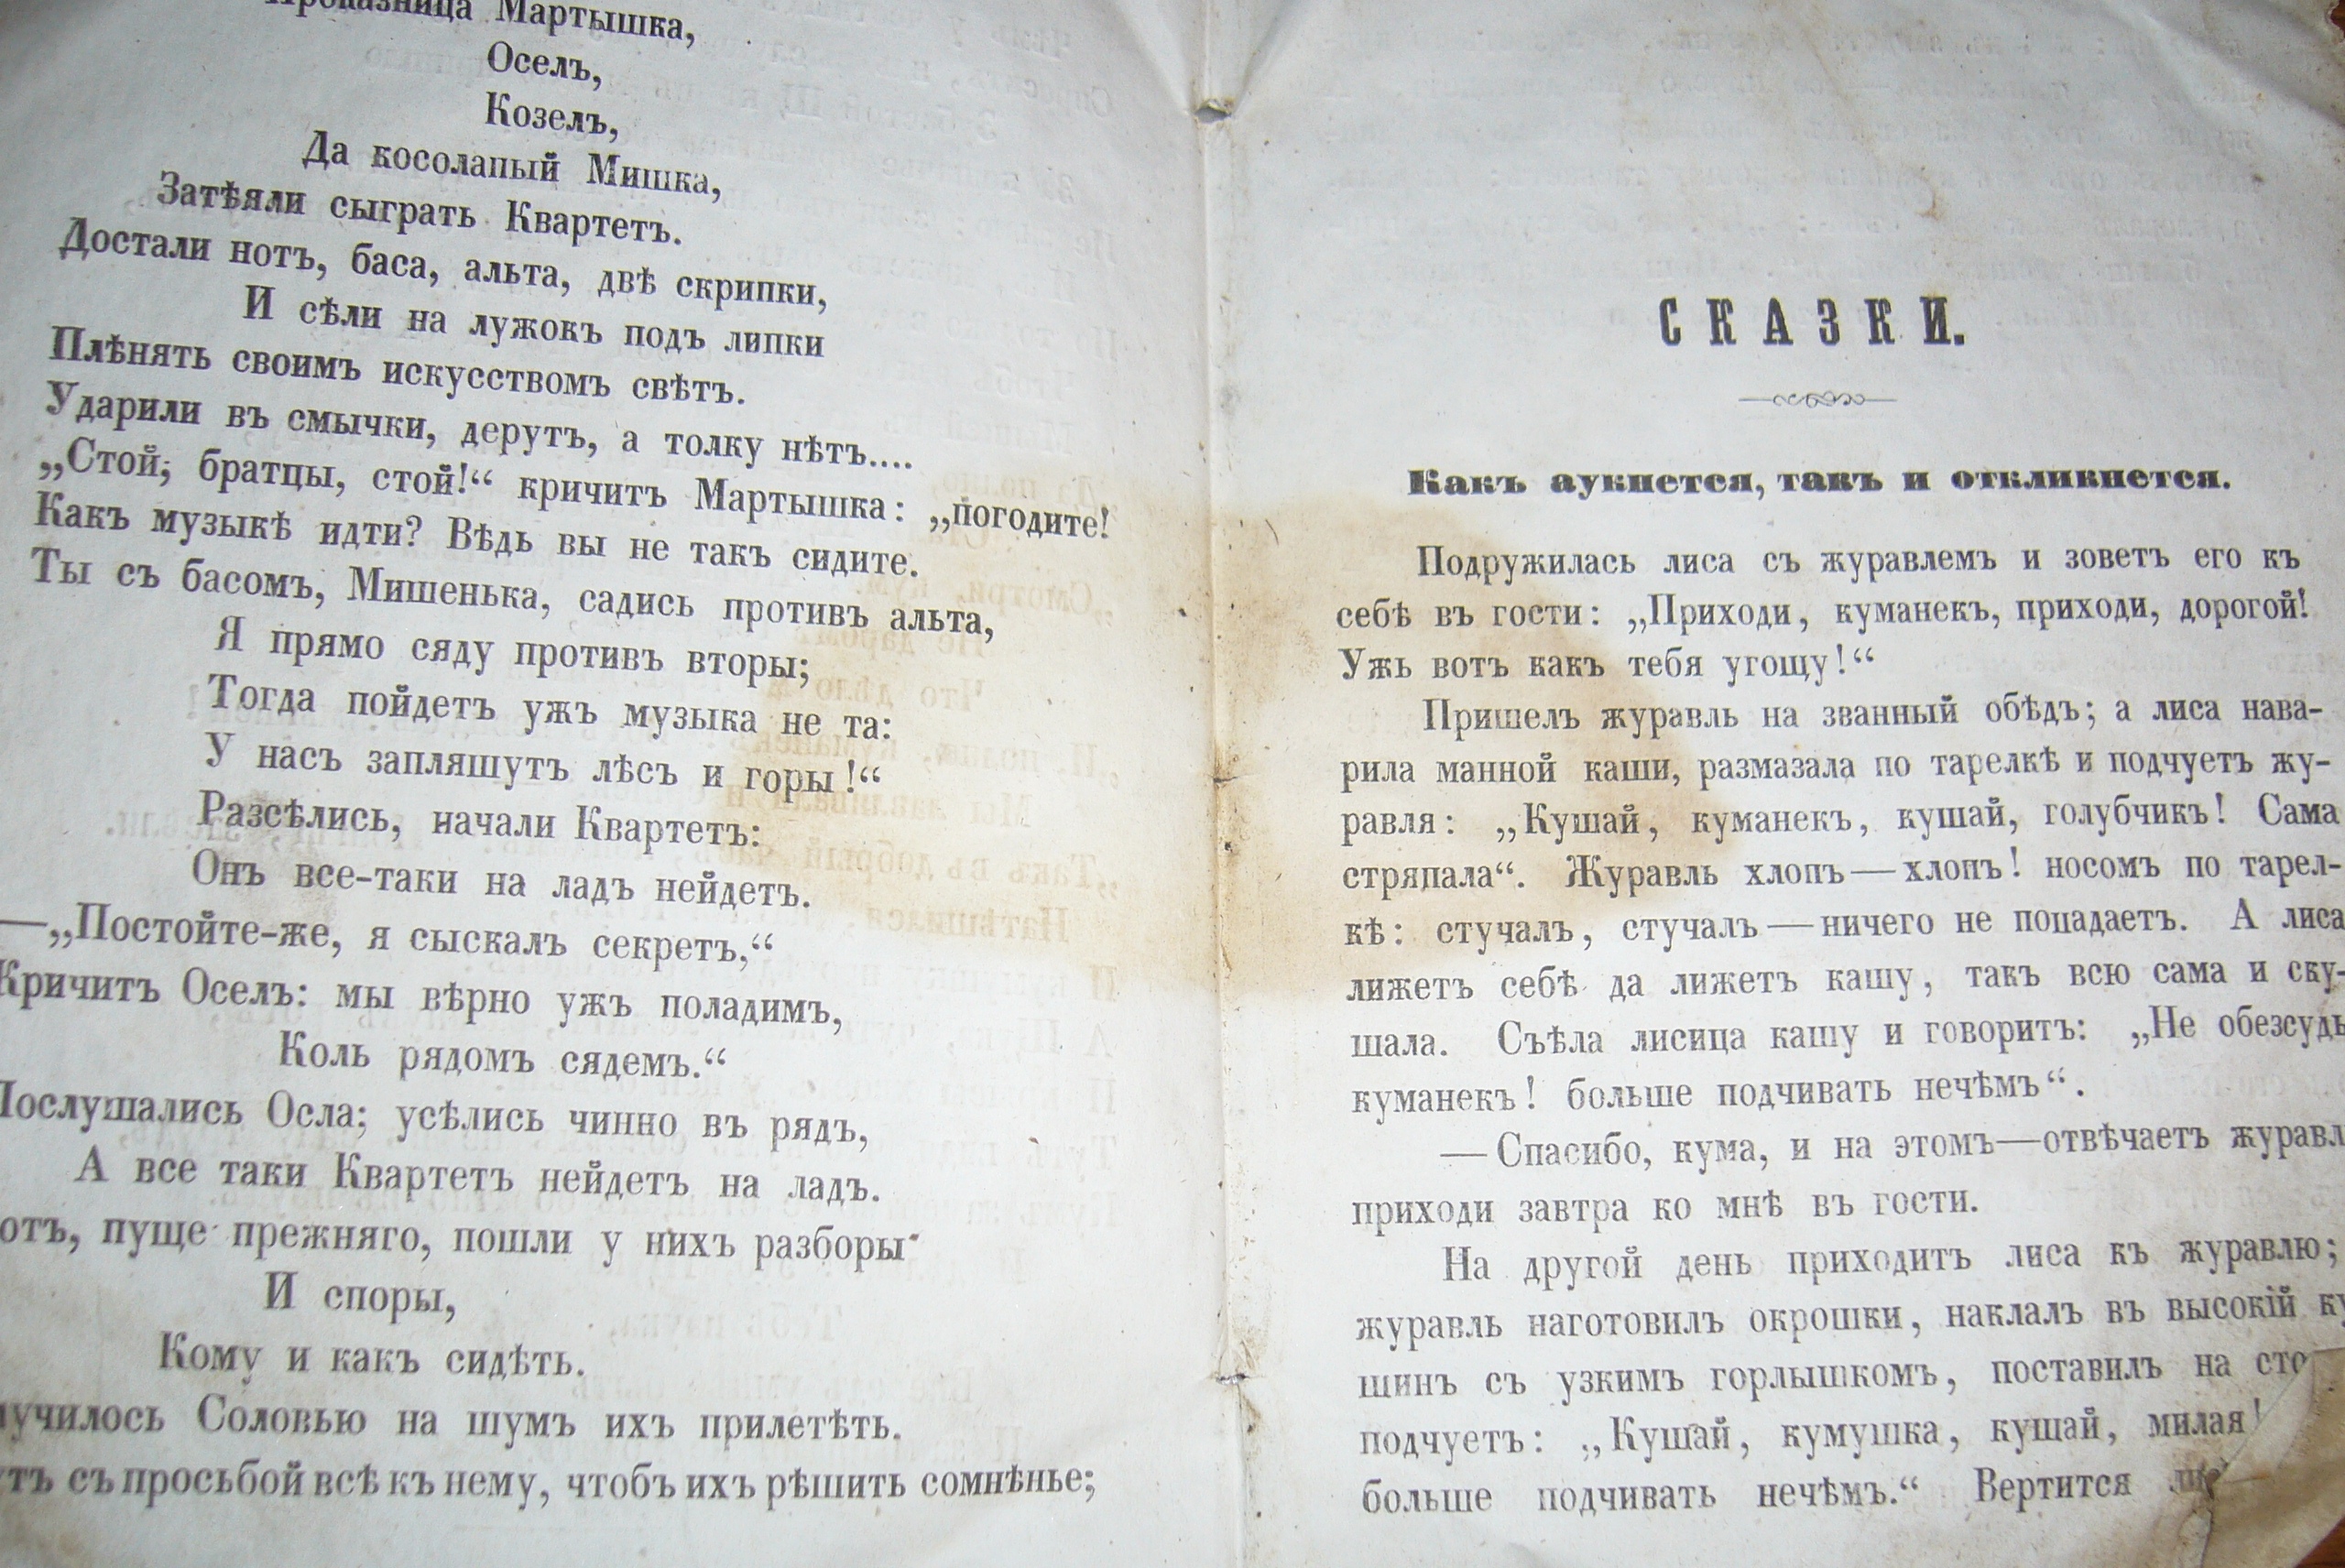 Проказница Мартышка,
Оселъ,
Козелъ,
Да косолапый Мишка,
Затѣяли сыграть Квартетъ.
Достали нотъ, баса, альта, двѣ скрипки,
И сѣли на лужокъ подъ липки
Плѣнять своимъ искусствомъ свѣтъ.
Ударили въ смычки, дерутъ, а толку нѣтъ....
„Стой, братцы, стой!“ кричитъ Мартышка: „погодите!
Какъ музыкѣ идти? Вѣдь вы не такъ сидите.
Ты съ басомъ, Мишенька, садись противъ альта,
Я прямо сяду противъ вторы;
Тогда пойдетъ ужъ музыка не та:
У насъ запляшутъ лѣсъ и горы!“
Разсѣлись, начали Квартетъ:
Онъ все-таки на ладъ нейдетъ.
—„Постойте-же, я сыскалъ секретъ,“
Кричитъ Оселъ: мы вѣрно ужъ поладимъ,
Коль рядомъ сядемъ.“
Послушались Осла; усѣлись чинно въ рядъ,
А все таки Квартетъ нейдетъ на ладъ.
отъ, пуще прежняго, пошли у нихъ разборы
И споры,
Кому и какъ сидѣть.
лучилось Соловью на шумъ ихъ прилетѣть.
тъ съ просьбой всѣ къ нему, чтобъ ихъ рѣшить сомнѣнье;
СКАЗКИ.
Какъ аукнется, такъ и откликнется.
Подружилась лиса съ журавлемъ и зоветъ его къ
себѣ въ гости: „Приходи, куманекъ, приходи, дорогой!
Ужь вотъ какъ тебя угощу!“
Пришелъ журавль на званный обѣдъ; а лиса нава-
рила манной каши, размазала по тарелкѣ и подчуетъ жу-
равля: „Кушай, куманекъ, кушай, голубчикъ! Сама
стряпала“. Журавль хлопъ—хлопъ! носомъ по тарел-
кѣ: стучалъ, стучалъ—ничего не попадаетъ. А лиса
лижетъ себѣ да лижетъ кашу, такъ всю сама и ску-
шала. Съѣла лисица кашу и говоритъ: „Не обезсудь
куманекъ! больше подчивать нечѣмъ“.
—Спасибо, кума, и на этомъ—отвѣчаетъ журавл
приходи завтра ко мнѣ въ гости.
На другой день приходитъ лиса къ журавлю;
журавль наготовилъ окрошки, наклалъ въ высокій ку
шинъ съ узкимъ горлышкомъ, поставилъ на сто
подчуетъ: „Кушай, кумушка, кушай, милая!
больше подчивать нечѣмъ.“ Вертится